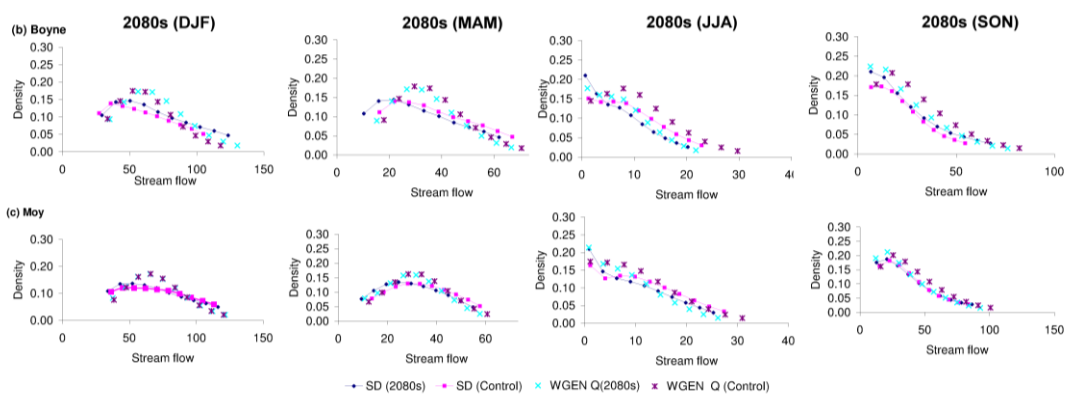 2080s (DJF) 2080s (MAM) 2080s (JJA) 2080s (SON)
(b) Boyne
0.30 0.25 0.20 0.15 0.10 0.05 0.00
Density
0 50 100 150
Stream flow
0.30 0.25 0.20 0.15 0.10 0.05 0.00
Density
0 20 40 60
Stream flow
0.30 0.25 0.20 0.15 0.10 0.05 0.00
Density
0 10 20 30 4
Stream flow
0.30 0.25 0.20 0.15 0.10 0.05 0.00
Density
0 50 100
Stream flow
(c) Moy
0.30 0.20 0.10 0.00
Density
0 50 100 150
Stream flow
0.30 0.25 0.20 0.15 0.10 0.05 0.00
Density
0 20 40 60
Stream flow
0.30 0.25 0.20 0.15 0.10 0.05 0.00
Density
0 10 20 30 40
Stream flow
0.30 0.25 0.20 0.15 0.10 0.05 0.00
Density
0 50 100 150
Stream flow
SD (2080s) SD (Control) WGEN Q(2080s) WGEN Q (Control)